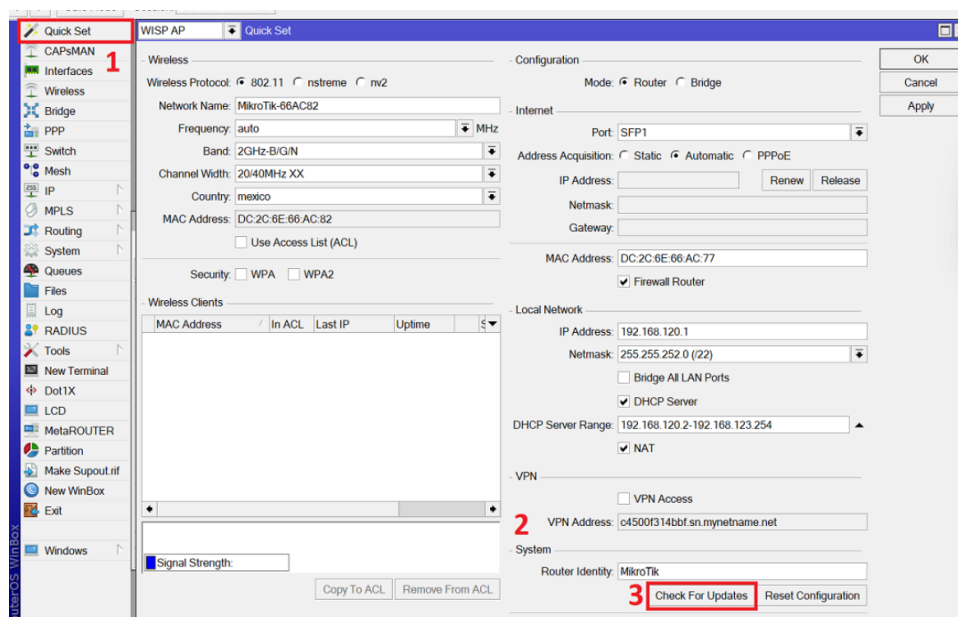 Quick Set
CAPsMAN
1
Interfaces
Wireless
Bridge
PPP
Switch
Mesh
IP
MPLS
Routing
System
Queues
Files
Log
RADIUS
Tools
New Terminal
Dot1X
LCD
MetaROUTER
Partition
Make Supout.rif
New WinBox
Exit
Windows
RouterOS WinBox
WISP AP Quick Set
Wireless
Wireless Protocol: 802.11 nstreme nv2
Network Name: MikroTik-66AC82
Frequency: auto MHz
Band: 2GHz-B/G/N
Channel Width: 20/40MHz XX
Country: mexico
MAC Address: DC:2C:6E:66:AC:82
Use Access List (ACL)
Security: WPA WPA2
Wireless Clients
MAC Address In ACL Last IP Uptime
Signal Strength:
Copy To ACL Remove From ACL
Configuration
Mode: Router Bridge
Internet
Port: SFP1
Address Acquisition: Static Automatic PPPoE
IP Address: Renew Release
Netmask:
Gateway:
MAC Address: DC:2C:6E:66:AC:77
Firewall Router
Local Network
IP Address: 192.168.120.1
Netmask: 255.255.252.0 (/22)
Bridge All LAN Ports
DHCP Server
DHCP Server Range: 192.168.120.2-192.168.123.254
NAT
VPN
VPN Access
2 VPN Address: c4500f314bbf.sn.mynetname.net
System
Router Identity: MikroTik
3 Check For Updates Reset Configuration
OK
Cancel
Apply